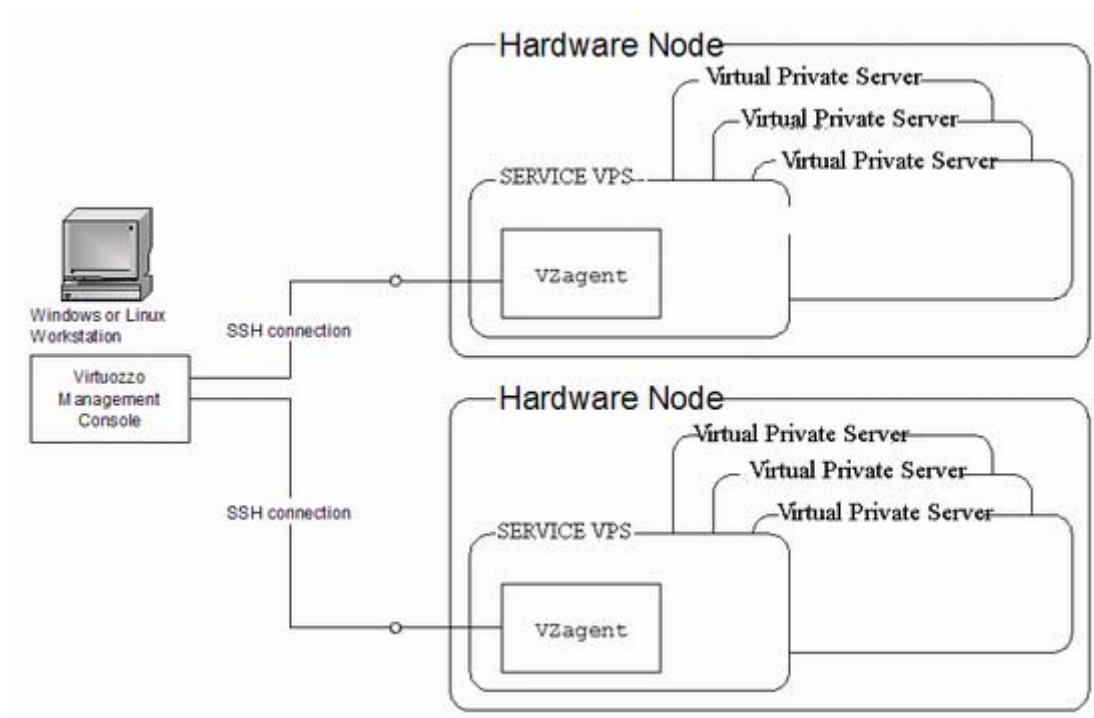 Hardware Node
Virtual Private Server
Virtual Private Server
Virtual Private Server
SERVICE VPS
VZagent
Windows or Linux
Workstation
SSH connection
Virtuozzo
Management
Console
Hardware Node
Virtual Private Server
Virtual Private Server
Virtual Private Server
SSH connection
SERVICE VPS
VZagent